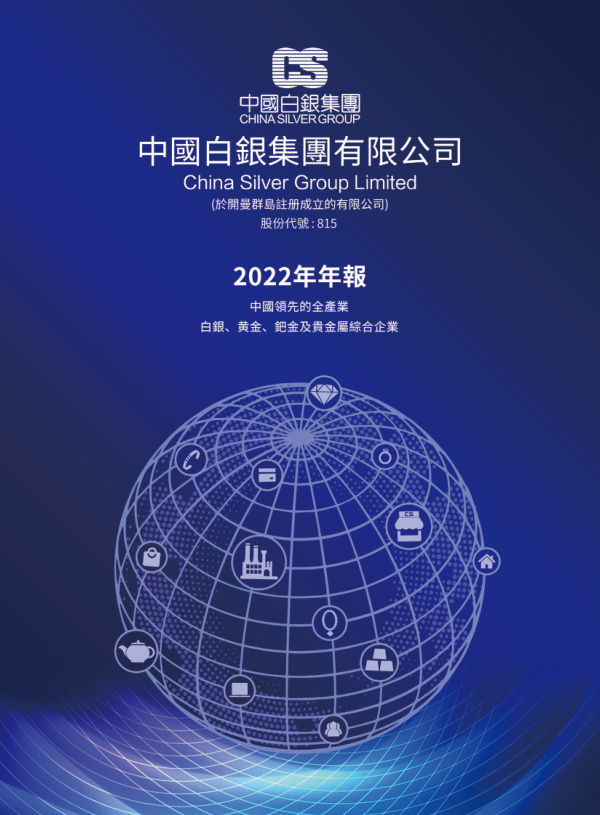 CS
中國白銀集團
CHINA SILVER GROUP
中國白銀集團有限公司
China Silver Group Limited
(於開曼群島註册成立的有限公司)
股份代號 : 815
2022年年報
中國領先的全產業
白銀、黃金、鈀金及貴金屬綜合企業
CS